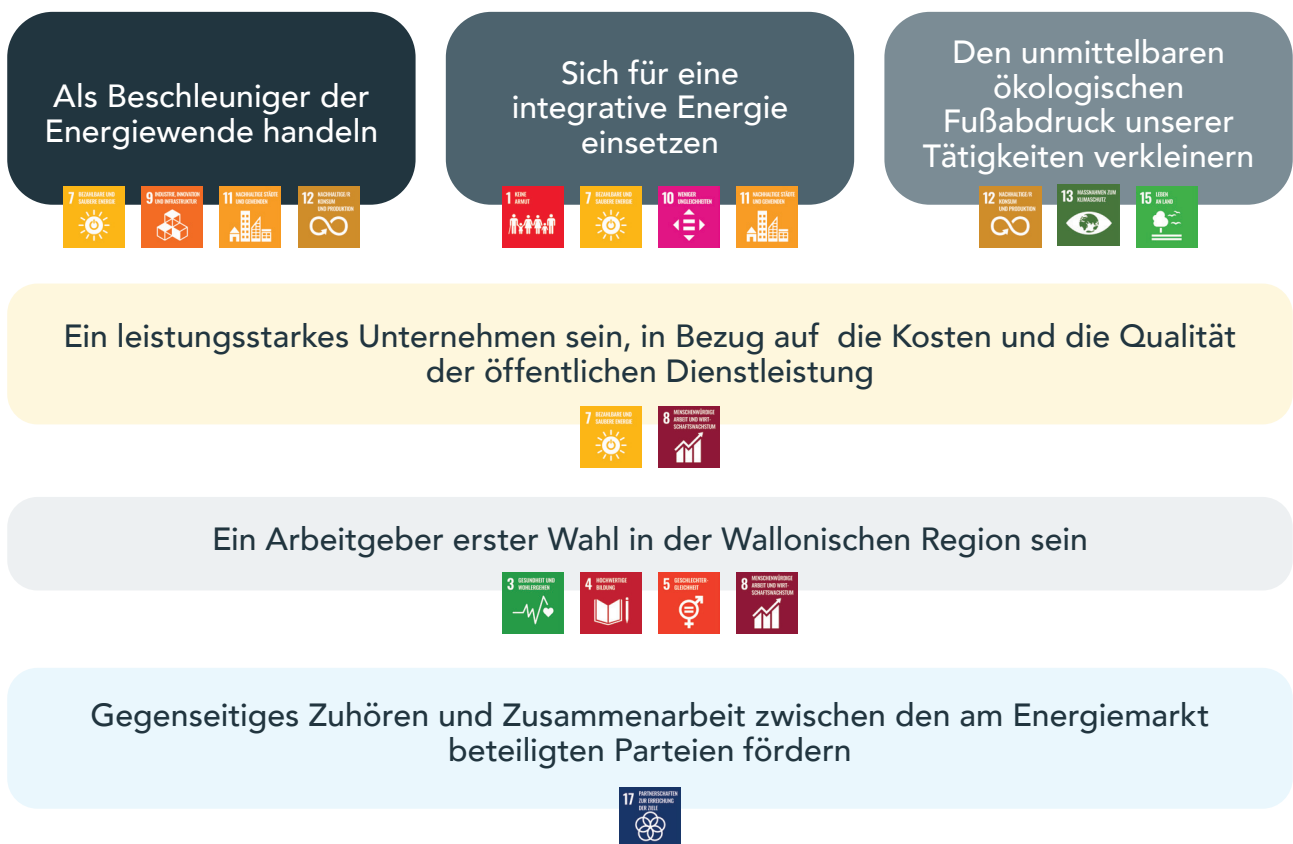 Als Beschleuniger der
Energiewende handeln
7 BEZAHLBARE UND
SAUBERE ENERGIE
9 INDUSTRIE, INNOVATION
UND INFRASTRUKTUR
11 NACHHALTIGE STÄDTE
UND GEMEINDEN
12 NACHHALTIGE/R
KONSUM
UND PRODUKTION
Sich für eine
integrative Energie
einsetzen
1 KEINE
ARMUT
7 BEZAHLBARE UND
SAUBERE ENERGIE
10 WENIGER
UNGLEICHHEITEN
11 NACHHALTIGE STÄDTE
UND GEMEINDEN
Den unmittelbaren
ökologischen
Fußabdruck unserer
Tätigkeiten verkleinern
12 NACHHALTIGE/R
KONSUM
UND PRODUKTION
13 MASSNAHMEN ZUM
KLIMASCHUTZ
15 LEBEN
AN LAND
Ein leistungsstarkes Unternehmen sein, in Bezug auf die Kosten und die Qualität
der öffentlichen Dienstleistung
7 BEZAHLBARE UND
SAUBERE ENERGIE
8 MENSCHENWÜRDIGE
ARBEIT UND WIRT-
SCHAFTSWACHSTUM
Ein Arbeitgeber erster Wahl in der Wallonischen Region sein
3 GESUNDHEIT UND
WOHLERGEHEN
4 HOCHWERTIGE
BILDUNG
5 GESCHLECHTER-
GLEICHHEIT
8 MENSCHENWÜRDIGE
ARBEIT UND WIRT-
SCHAFTSWACHSTUM
Gegenseitiges Zuhören und Zusammenarbeit zwischen den am Energiemarkt
beteiligten Parteien fördern
17 PARTNERSCHAFTEN
ZUR ERREICHUNG
DER ZIELE